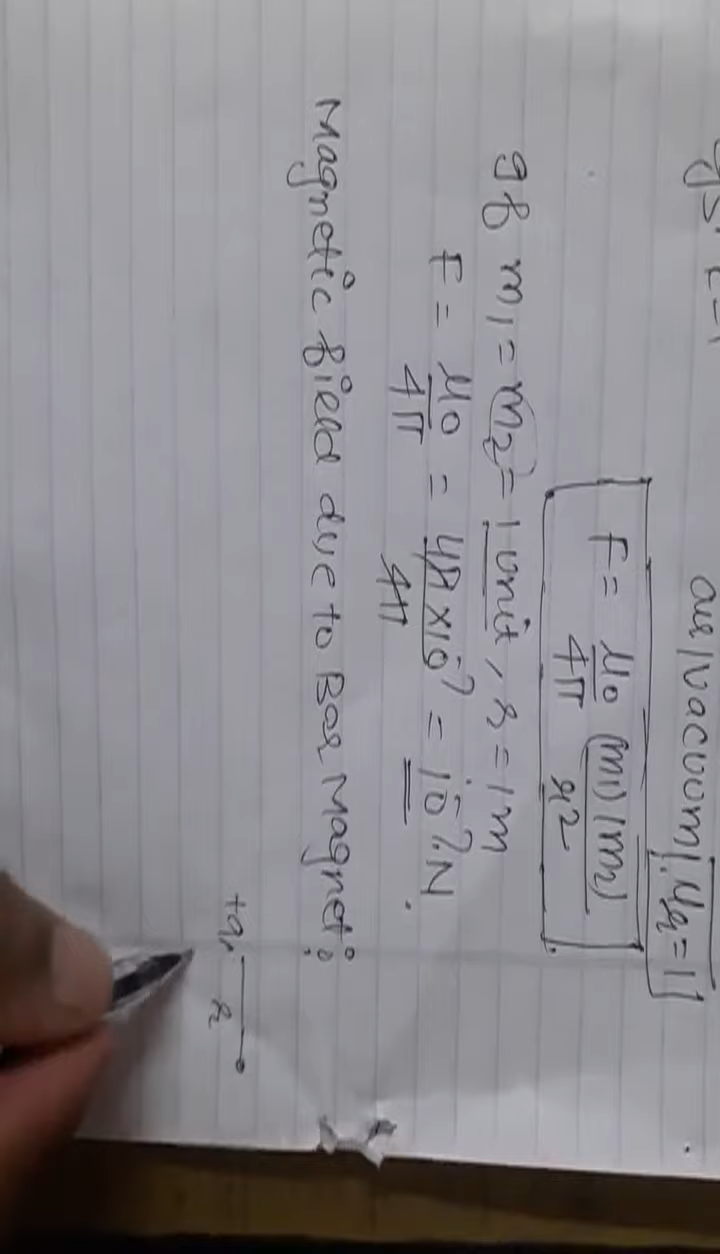 air/vacuum, μr = 1
F = μ0/4π (m1)(m2)/r²
If m1 = m2 = 1 unit, r = 1m
F = μ0/4π = 4π×10⁻⁷/4π = 10⁻⁷ N.
Magnetic field due to Bar Magnet :
+q, r